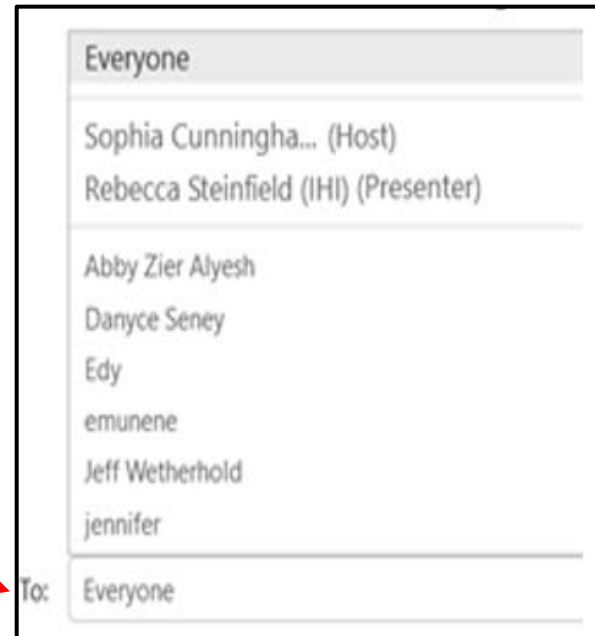 Everyone
Sophia Cunningha... (Host)
Rebecca Steinfield (IHI) (Presenter)
Abby Zier Alyesh
Danyce Seney
Edy
emunene
Jeff Wetherhold
jennifer
To: Everyone